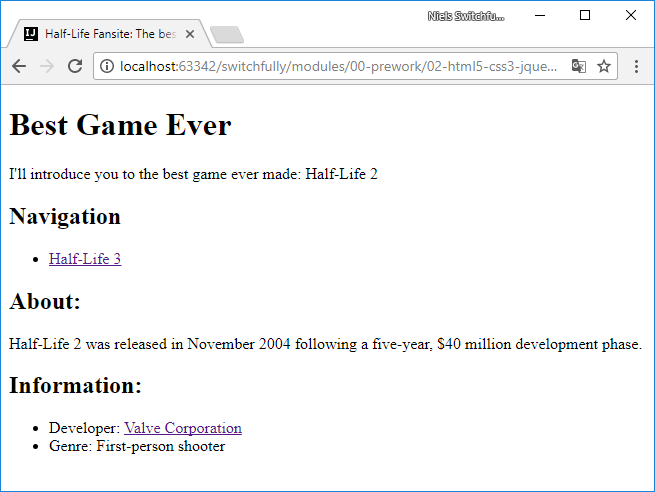 Niels Switchfu...
IJ Half-Life Fansite: The bes
localhost:63342/switchfully/modules/00-prework/02-html5-css3-jque...
Best Game Ever
I'll introduce you to the best game ever made: Half-Life 2
Navigation
• Half-Life 3
About:
Half-Life 2 was released in November 2004 following a five-year, $40 million development phase.
Information:
• Developer: Valve Corporation
• Genre: First-person shooter